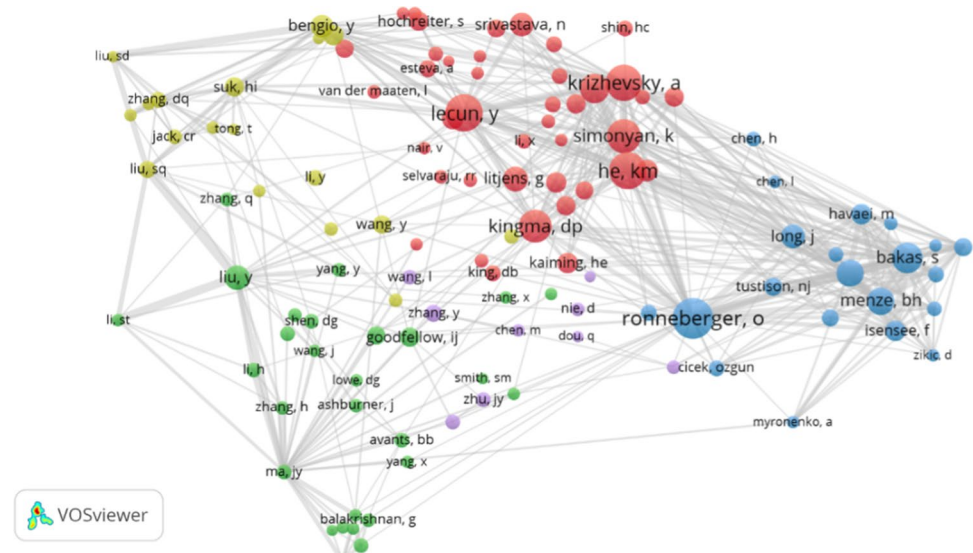 bengio, y
hochreiter, s
srivastava, n
shin, hc
liu, sd
esteva, a
suk, hi
van der maaten, l
krizhevsky, a
zhang, dq
lecun, y
jack, cr
tong, t
li, x
simonyan, k
chen, h
nair, v
liu, sq
li, y
selvaraju, rr
litjens, g
he, km
chen, l
zhang, q
havaei, m
wang, y
kingma, dp
long, j
bakas, s
liu, y
yang, y
wang, l
king, db
kaiming, he
tustison, nj
zhang, x
menze, bh
li, st
shen, dg
zhang, y
nie, d
ronneberger, o
goodfellow, ij
chen, m
dou, q
isensee, f
wang, j
zikic, d
li, h
lowe, dg
smith, sm
cicek, ozgun
zhang, h
ashburner, j
zhu, jy
myronenko, a
avants, bb
yang, x
ma, jy
balakrishnan, g
VOSviewer